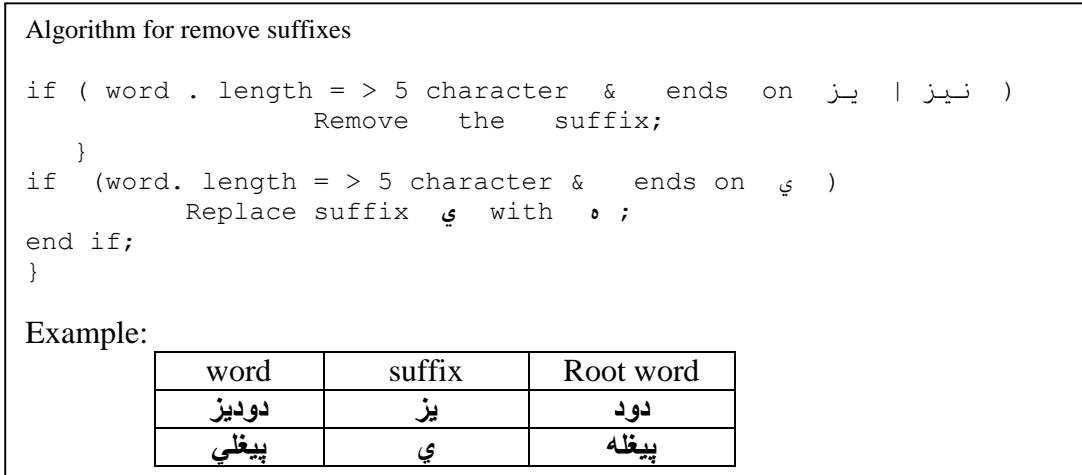 Algorithm for remove suffixes
if ( word . length = > 5 character & ends on يز | نيز )
Remove the suffix;
}
if (word. length = > 5 character & ends on ي )
Replace suffix ي with ه ;
end if;
}
Example:
word suffix Root word
دوديز يز دود
پيغلي ي پيغله